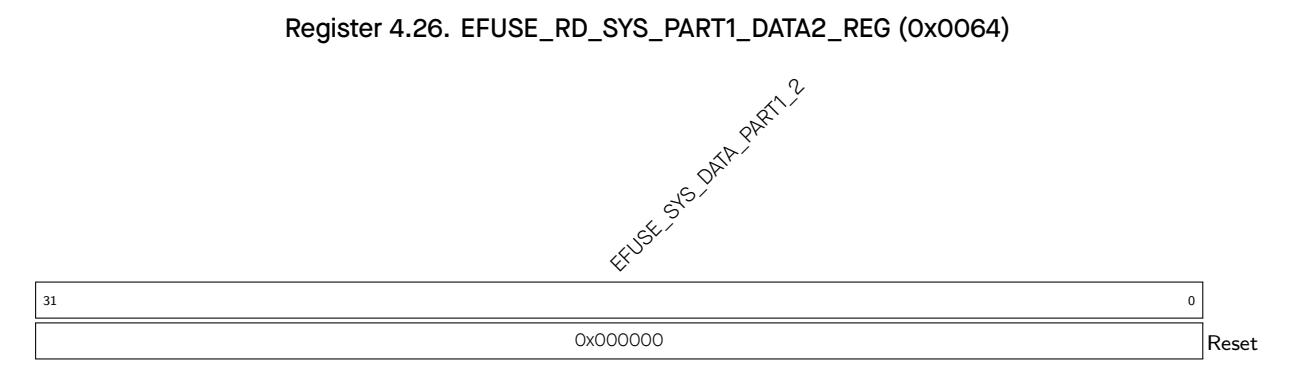 Register 4.26. EFUSE_RD_SYS_PART1_DATA2_REG (0x0064)
EFUSE_SYS_DATA_PART1_2
31 0
0x000000 Reset